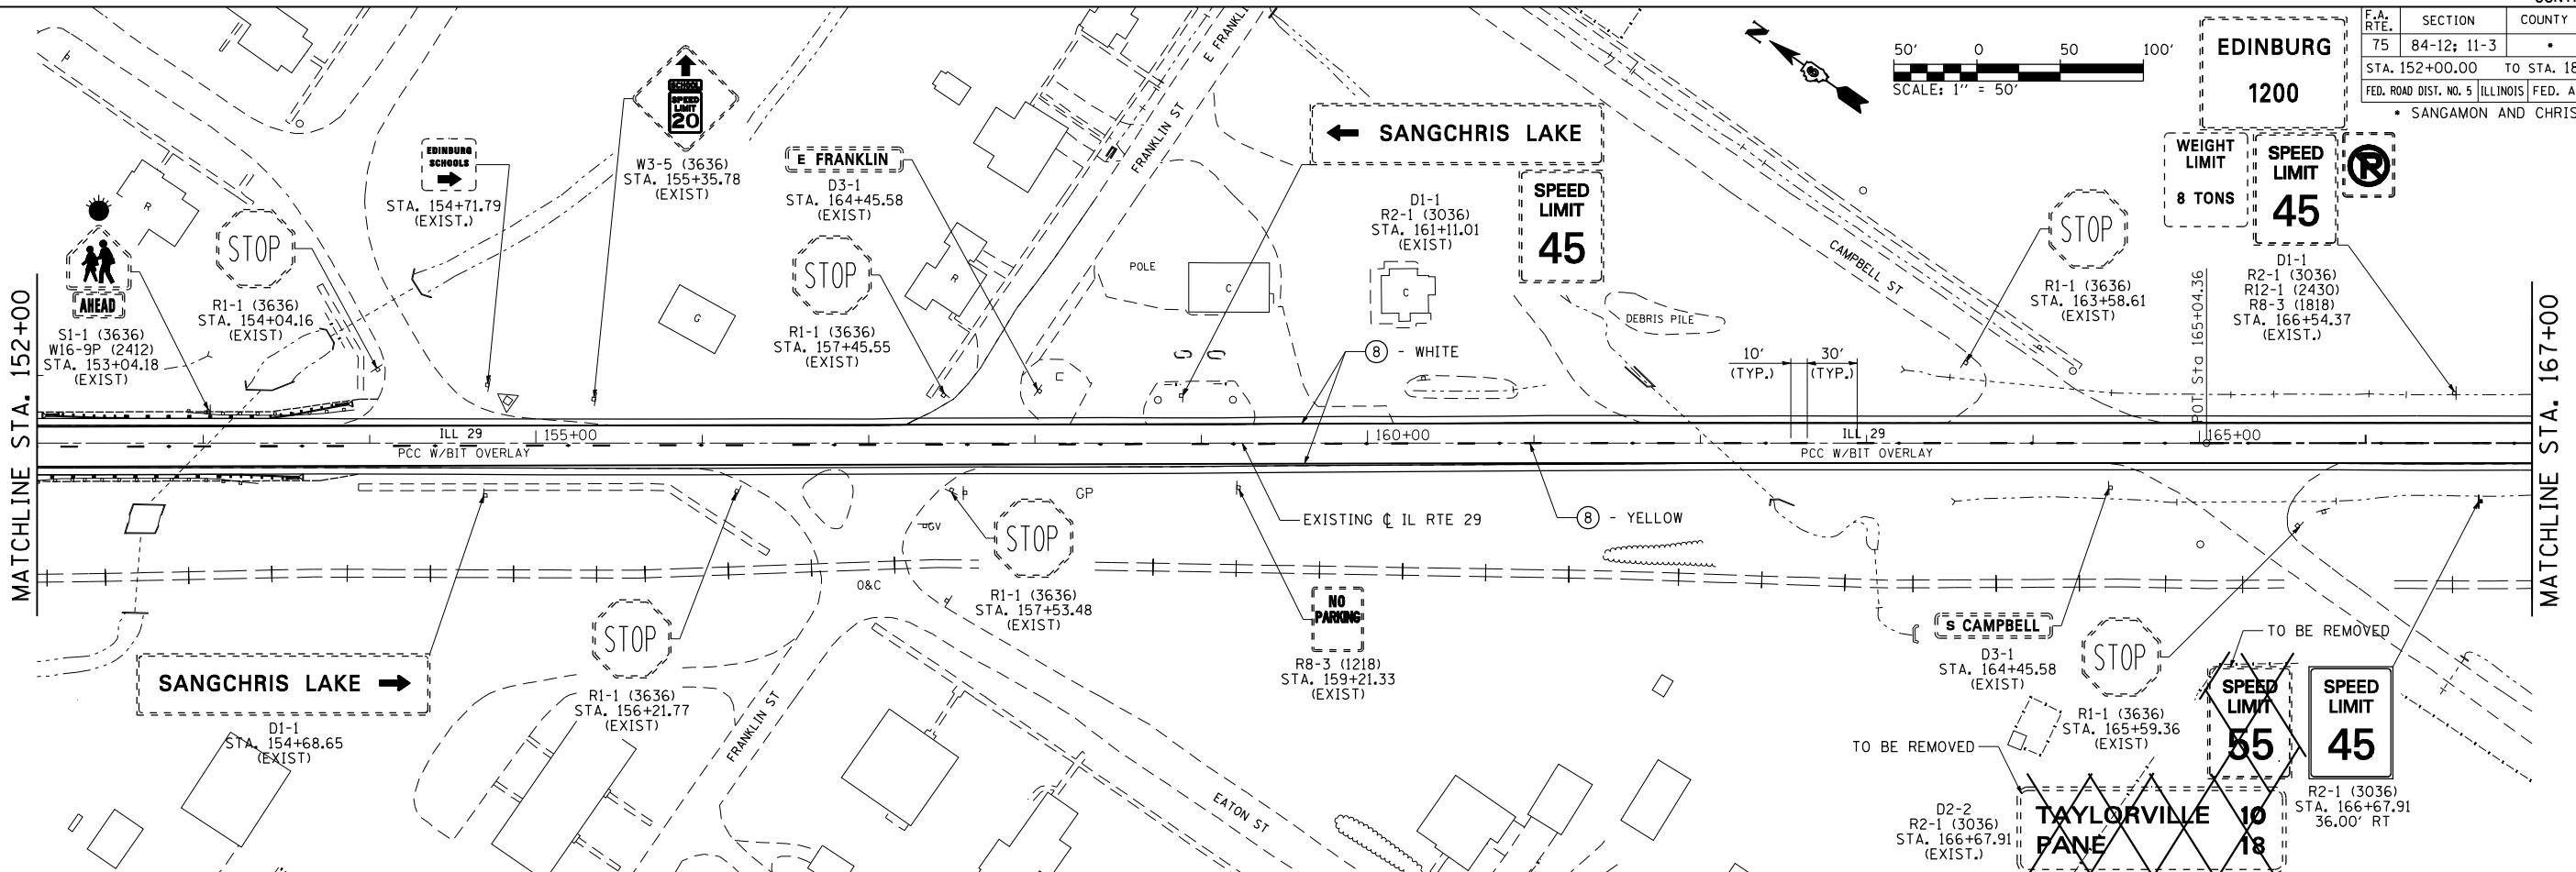 F.A. RTE.
SECTION
COUNTY
75
84-12; 11-3
*
STA. 152+00.00 TO STA. 18
FED. ROAD DIST. NO. 5
ILLINOIS
FED. A
* SANGAMON AND CHRIS
50' 0 50 100'
SCALE: 1'' = 50'
N
EDINBURG
1200
WEIGHT
LIMIT
8 TONS
SPEED
LIMIT
45
R
D1-1
R2-1 (3036)
R12-1 (2430)
R8-3 (1818)
STA. 166+54.37
(EXIST.)
MATCHLINE STA. 152+00
AHEAD
S1-1 (3636)
W16-9P (2412)
STA. 153+04.18
(EXIST)
R
STOP
R1-1 (3636)
STA. 154+04.16
(EXIST)
EDINBURG
SCHOOLS
STA. 154+71.79
(EXIST.)
SCHOOL
SPEED
LIMIT
20
W3-5 (3636)
STA. 155+35.78
(EXIST)
G
E FRANKLIN
D3-1
STA. 164+45.58
(EXIST)
STOP
R1-1 (3636)
STA. 157+45.55
(EXIST)
R
E FRANKLI
FRANKLIN ST
SANGCHRIS LAKE
D1-1
R2-1 (3036)
STA. 161+11.01
(EXIST)
SPEED
LIMIT
45
POLE
C
C
DEBRIS PILE
8 - WHITE
10'
(TYP.)
30'
(TYP.)
CAMPBELL ST
STOP
R1-1 (3636)
STA. 163+58.61
(EXIST)
POT Sta 165+04.36
MATCHLINE STA. 167+00
ILL 29
155+00
PCC W/BIT OVERLAY
160+00
ILL 29
PCC W/BIT OVERLAY
165+00
GP
GV
O&C
EXISTING ℄ IL RTE 29
8 - YELLOW
SANGCHRIS LAKE
D1-1
STA. 154+68.65
(EXIST)
STOP
R1-1 (3636)
STA. 156+21.77
(EXIST)
FRANKLIN ST
STOP
R1-1 (3636)
STA. 157+53.48
(EXIST)
NO
PARKING
R8-3 (1218)
STA. 159+21.33
(EXIST)
EATON ST
S CAMPBELL
D3-1
STA. 164+45.58
(EXIST)
STOP
R1-1 (3636)
STA. 165+59.36
(EXIST)
TO BE REMOVED
SPEED
LIMIT
55
SPEED
LIMIT
45
R2-1 (3036)
STA. 166+67.91
36.00' RT
TO BE REMOVED
D2-2
R2-1 (3036)
STA. 166+67.91
(EXIST.)
TAYLORVILLE 10
PANE 18